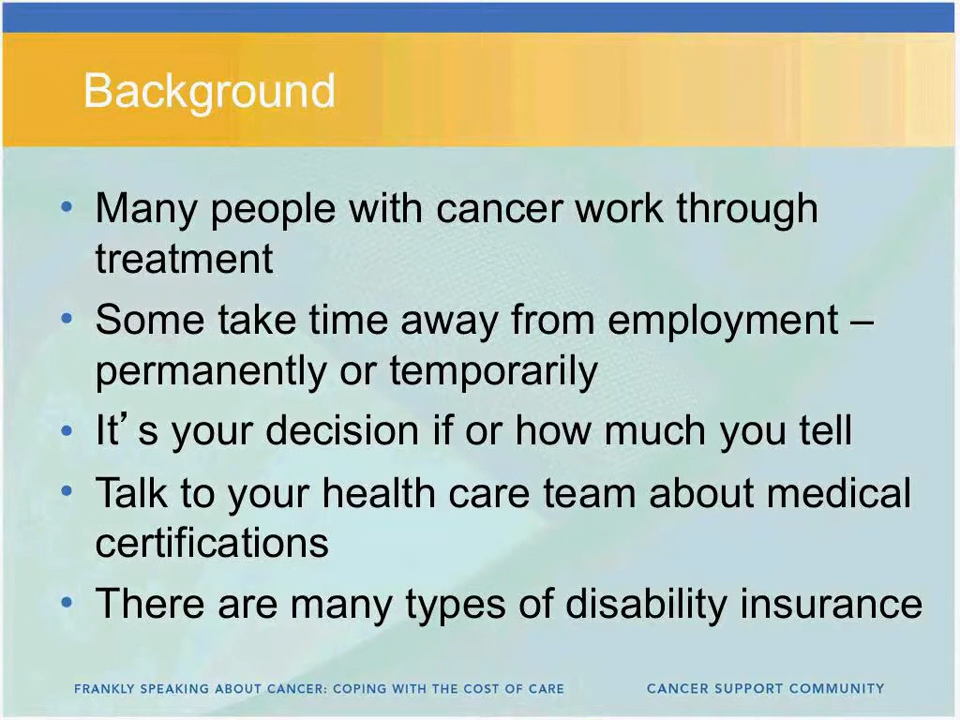 Background
• Many people with cancer work through
treatment
• Some take time away from employment –
permanently or temporarily
• It’s your decision if or how much you tell
• Talk to your health care team about medical
certifications
• There are many types of disability insurance
FRANKLY SPEAKING ABOUT CANCER: COPING WITH THE COST OF CARE
CANCER SUPPORT COMMUNITY